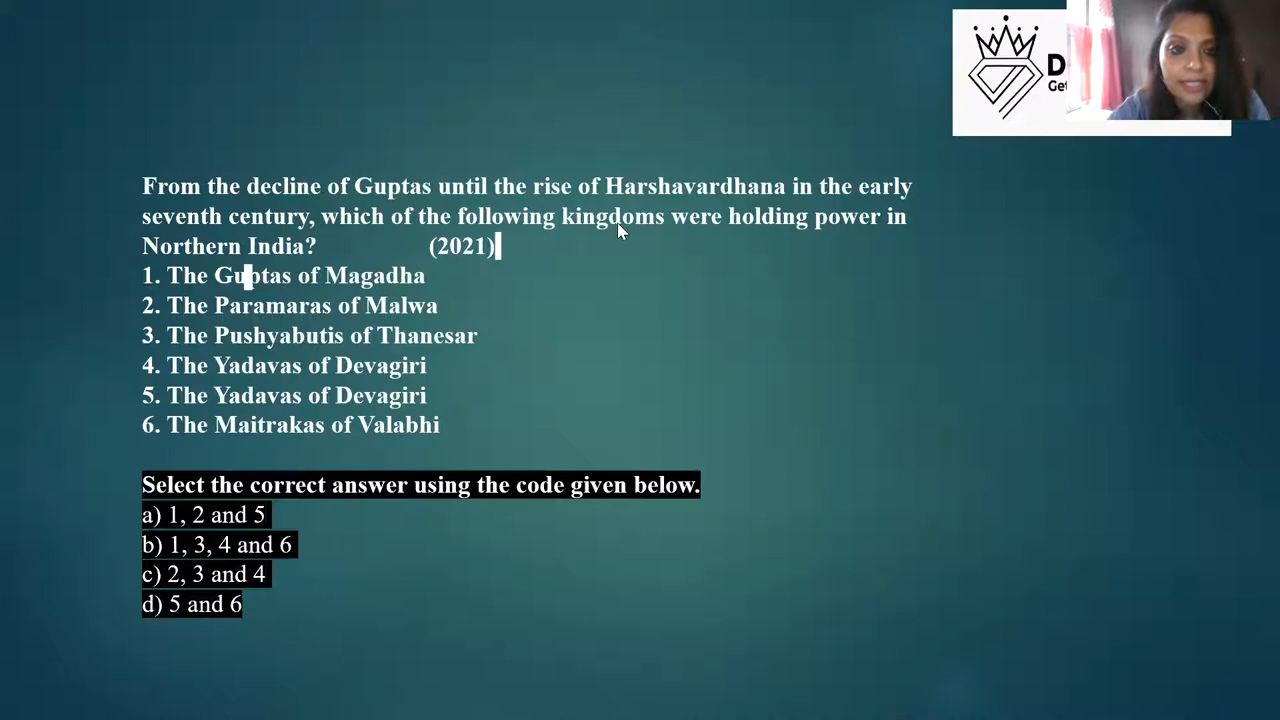 D
Get
From the decline of Guptas until the rise of Harshavardhana in the early
seventh century, which of the following kingdoms were holding power in
Northern India? (2021)
1. The Guptas of Magadha
2. The Paramaras of Malwa
3. The Pushyabutis of Thanesar
4. The Yadavas of Devagiri
5. The Yadavas of Devagiri
6. The Maitrakas of Valabhi
Select the correct answer using the code given below.
a) 1, 2 and 5
b) 1, 3, 4 and 6
c) 2, 3 and 4
d) 5 and 6